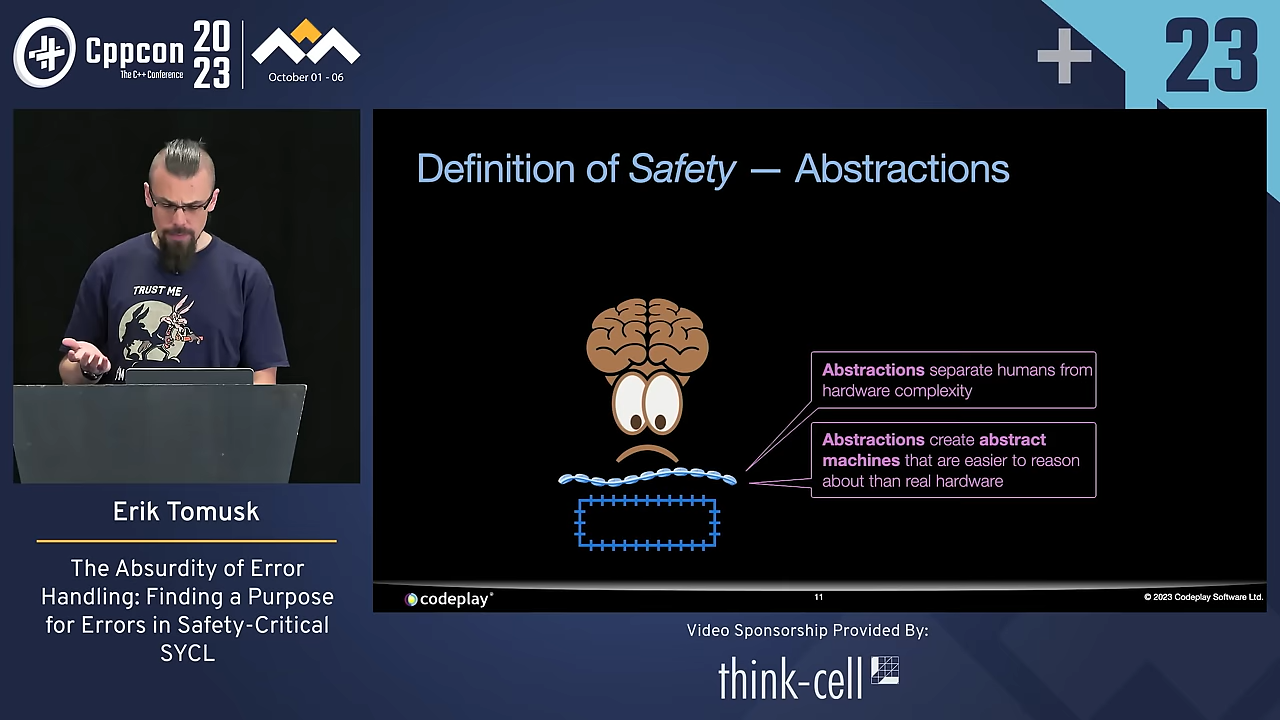 Cppcon
The C++ Conference
20
23
October 01 - 06
23
TRUST ME
Definition of Safety — Abstractions
Abstractions separate humans from
hardware complexity
Abstractions create abstract
machines that are easier to reason
about than real hardware
codeplay
11
© 2023 Codeplay Software Ltd.
Erik Tomusk
The Absurdity of Error
Handling: Finding a Purpose
for Errors in Safety-Critical
SYCL
Video Sponsorship Provided By:
think-cell